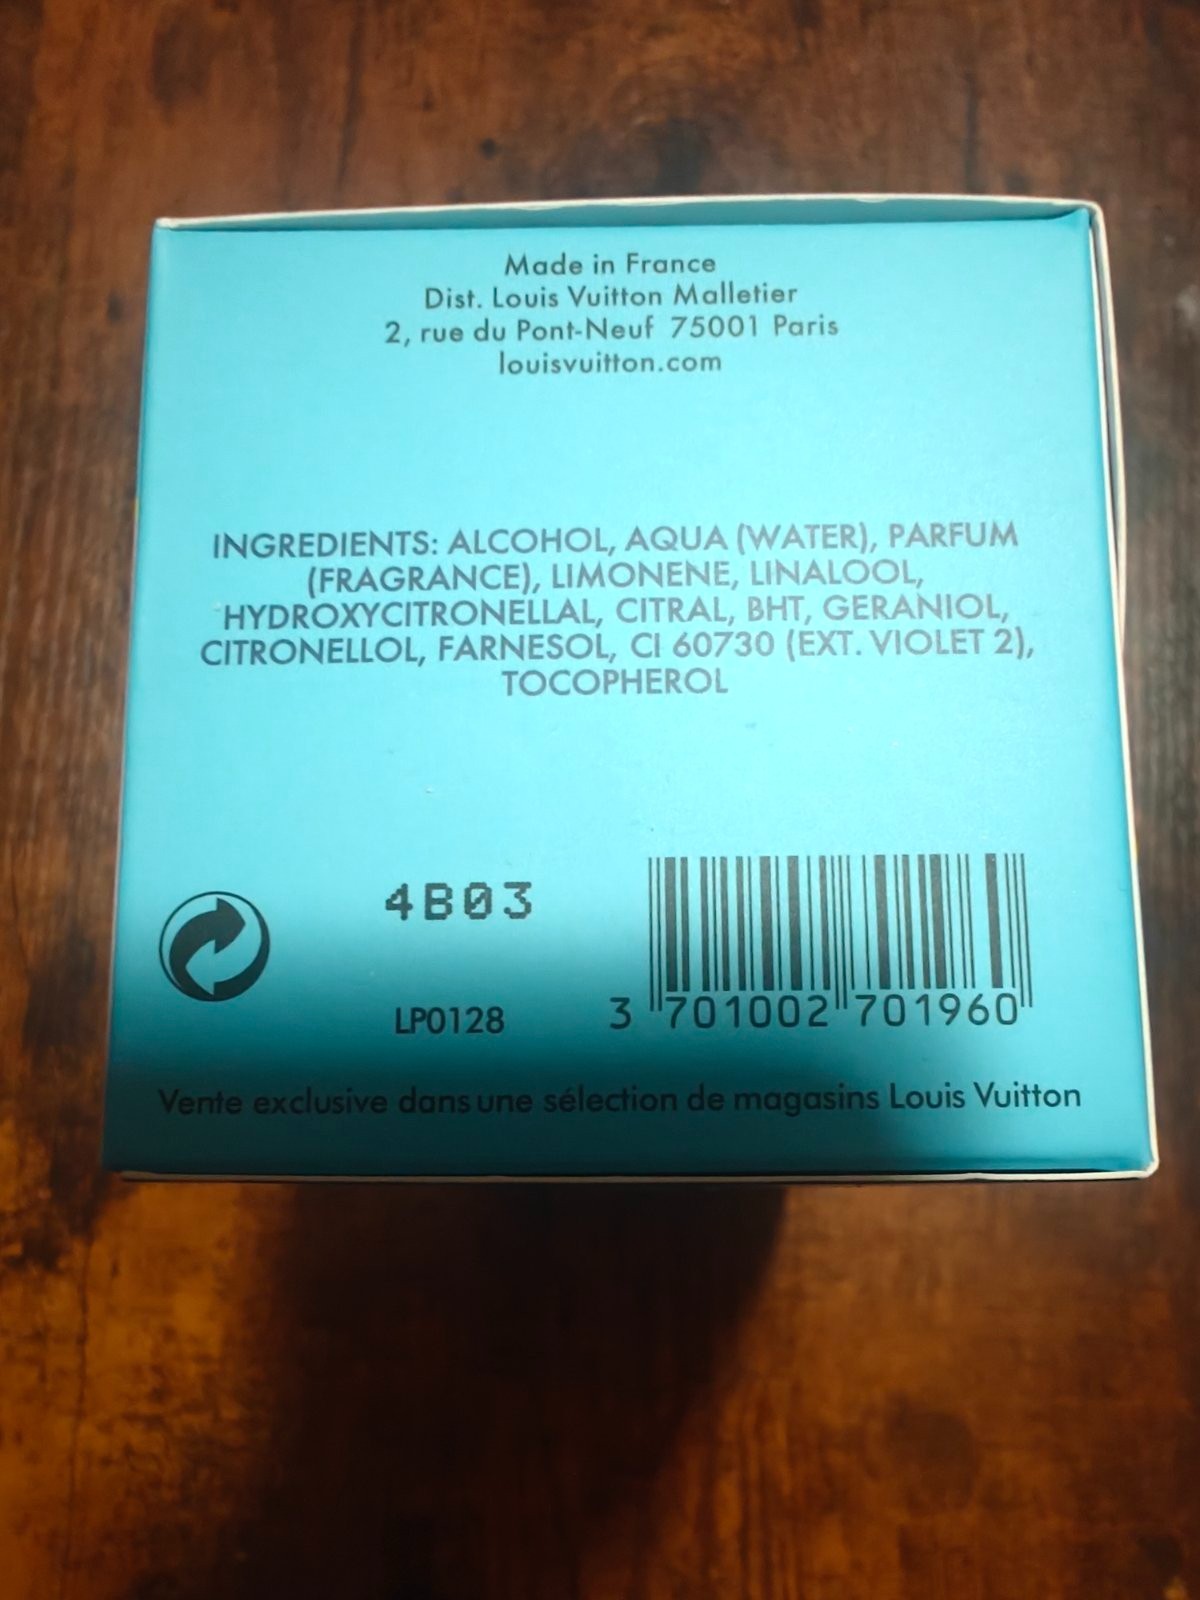 Made in France
Dist. Louis Vuitton Malletier
2, rue du Pont-Neuf 75001 Paris
louisvuitton.com
INGREDIENTS: ALCOHOL, AQUA (WATER), PARFUM
(FRAGRANCE), LIMONENE, LINALOOL,
HYDROXYCITRONELLAL, CITRAL, BHT, GERANIOL,
CITRONELLOL, FARNESOL, CI 60730 (EXT. VIOLET 2),
TOCOPHEROL
4B03
LP0128
3 701002 701960
Vente exclusive dans une sélection de magasins Louis Vuitton